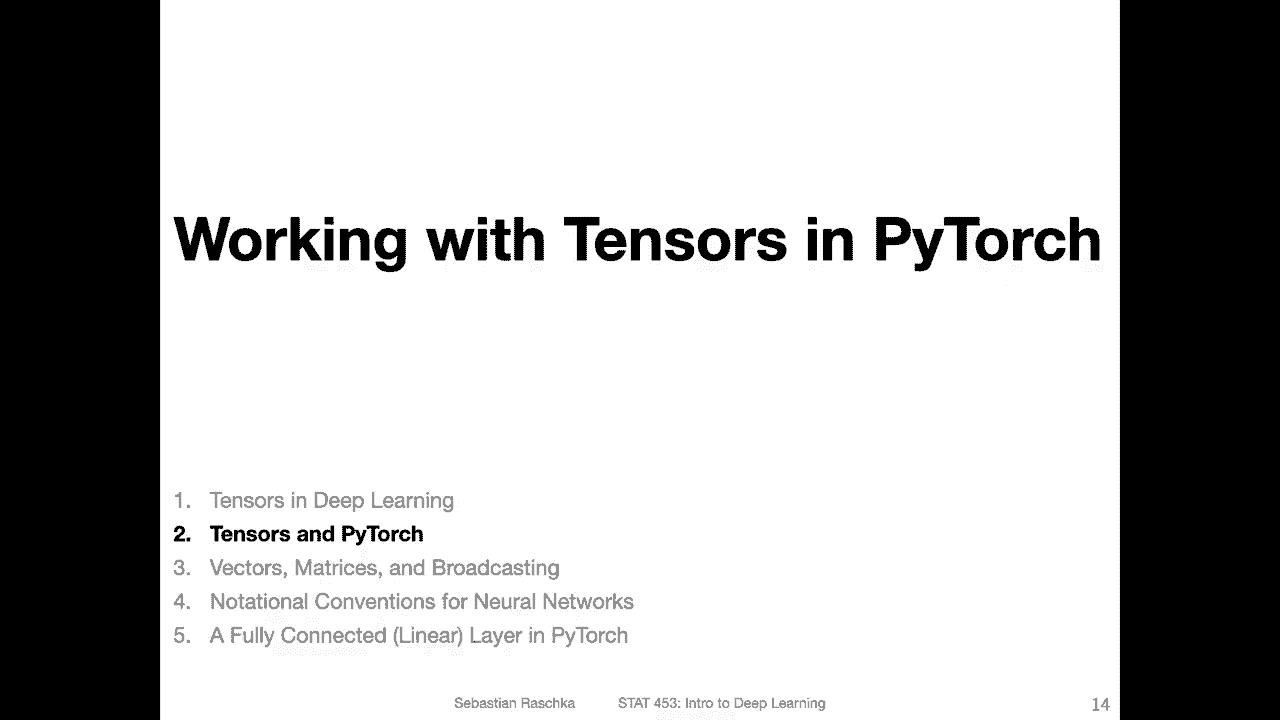 Working with Tensors in PyTorch
1. Tensors in Deep Learning
2. Tensors and PyTorch
3. Vectors, Matrices, and Broadcasting
4. Notational Conventions for Neural Networks
5. A Fully Connected (Linear) Layer in PyTorch
Sebastian Raschka STAT 453: Intro to Deep Learning 14